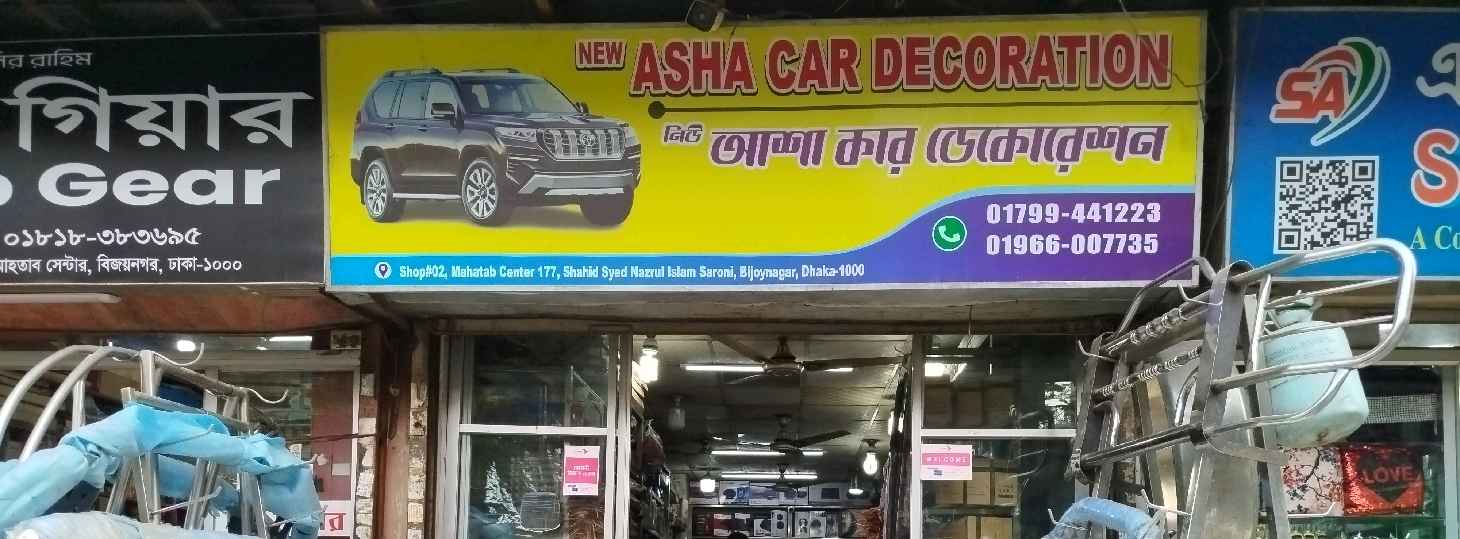 র রাহিম
গিয়ার
Gear
০১৮১৮-৩৮৩৬৯৫
মাহতাব সেন্টার, বিজয়নগর, ঢাকা-১০০০
NEW ASHA CAR DECORATION
নিউ আশা কার ডেকোরেশন
01799-441223
01966-007735
Shop#02, Mahatab Center 177, Shahid Syed Nazrul Islam Saroni, Bijoynagar, Dhaka-1000
SA
এ
S
A Co
WELCOME
LOVE